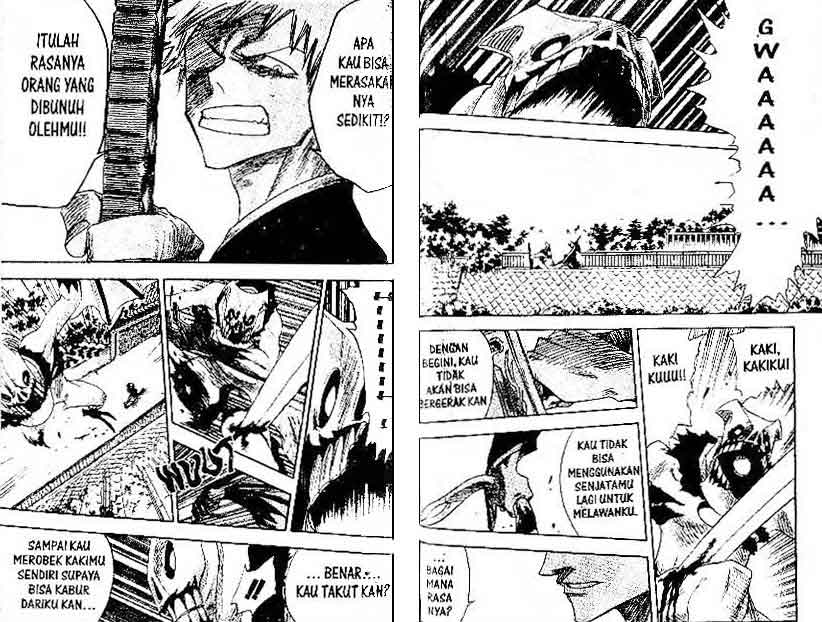 GWAAAAAA...
KAKI,
KAKIKU!
KAKI
KUUU!!
DENGAN
BEGINI, KAU
TIDAK
AKAN BISA
BERGERAK KAN
KAU TIDAK
BISA
MENGGUNAKAN
SENJATAMU
LAGI UNTUK
MELAWANKU.
...
BAGAI
MANA
RASA
NYA?
APA
KAU BISA
MERASAKAN
NYA
SEDIKIT!?
ITULAH
RASANYA
ORANG YANG
DIBUNUH
OLEHMU!!
... BENAR...
KAU TAKUT KAN?
!!
SAMPAI KAU
MEROBEK KAKIMU
SENDIRI SUPAYA
BISA KABUR
DARIKU KAN...